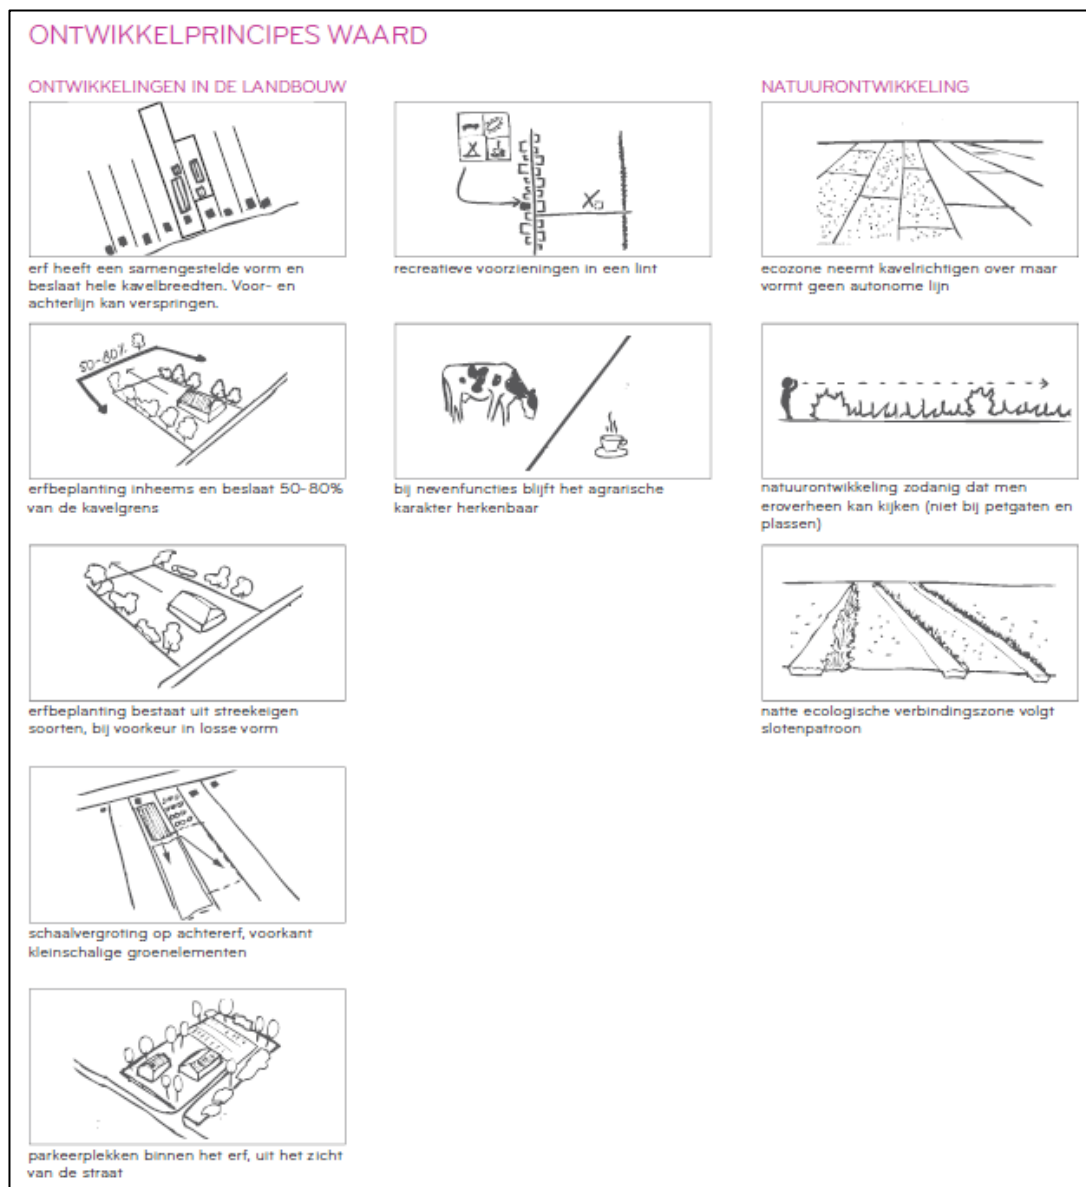 ONTWIKKELPRINCIPES WAARD
ONTWIKKELINGEN IN DE LANDBOUW
erf heeft een samengestelde vorm en
beslaat hele kavelbreedten. Voor- en
achterlijn kan verspringen.
50-80%
erfbeplanting inheems en beslaat 50-80%
van de kavelgrens
erfbeplanting bestaat uit streekeigen
soorten, bij voorkeur in losse vorm
schaalvergroting op achtererf, voorkant
kleinschalige groenelementen
parkeerplekken binnen het erf, uit het zicht
van de straat
recreatieve voorzieningen in een lint
bij nevenfuncties blijft het agrarische
karakter herkenbaar
NATUURONTWIKKELING
ecozone neemt kavelrichtigen over maar
vormt geen autonome lijn
natuurontwikkeling zodanig dat men
eroverheen kan kijken (niet bij petgaten en
plassen)
natte ecologische verbindingszone volgt
slotenpatroon